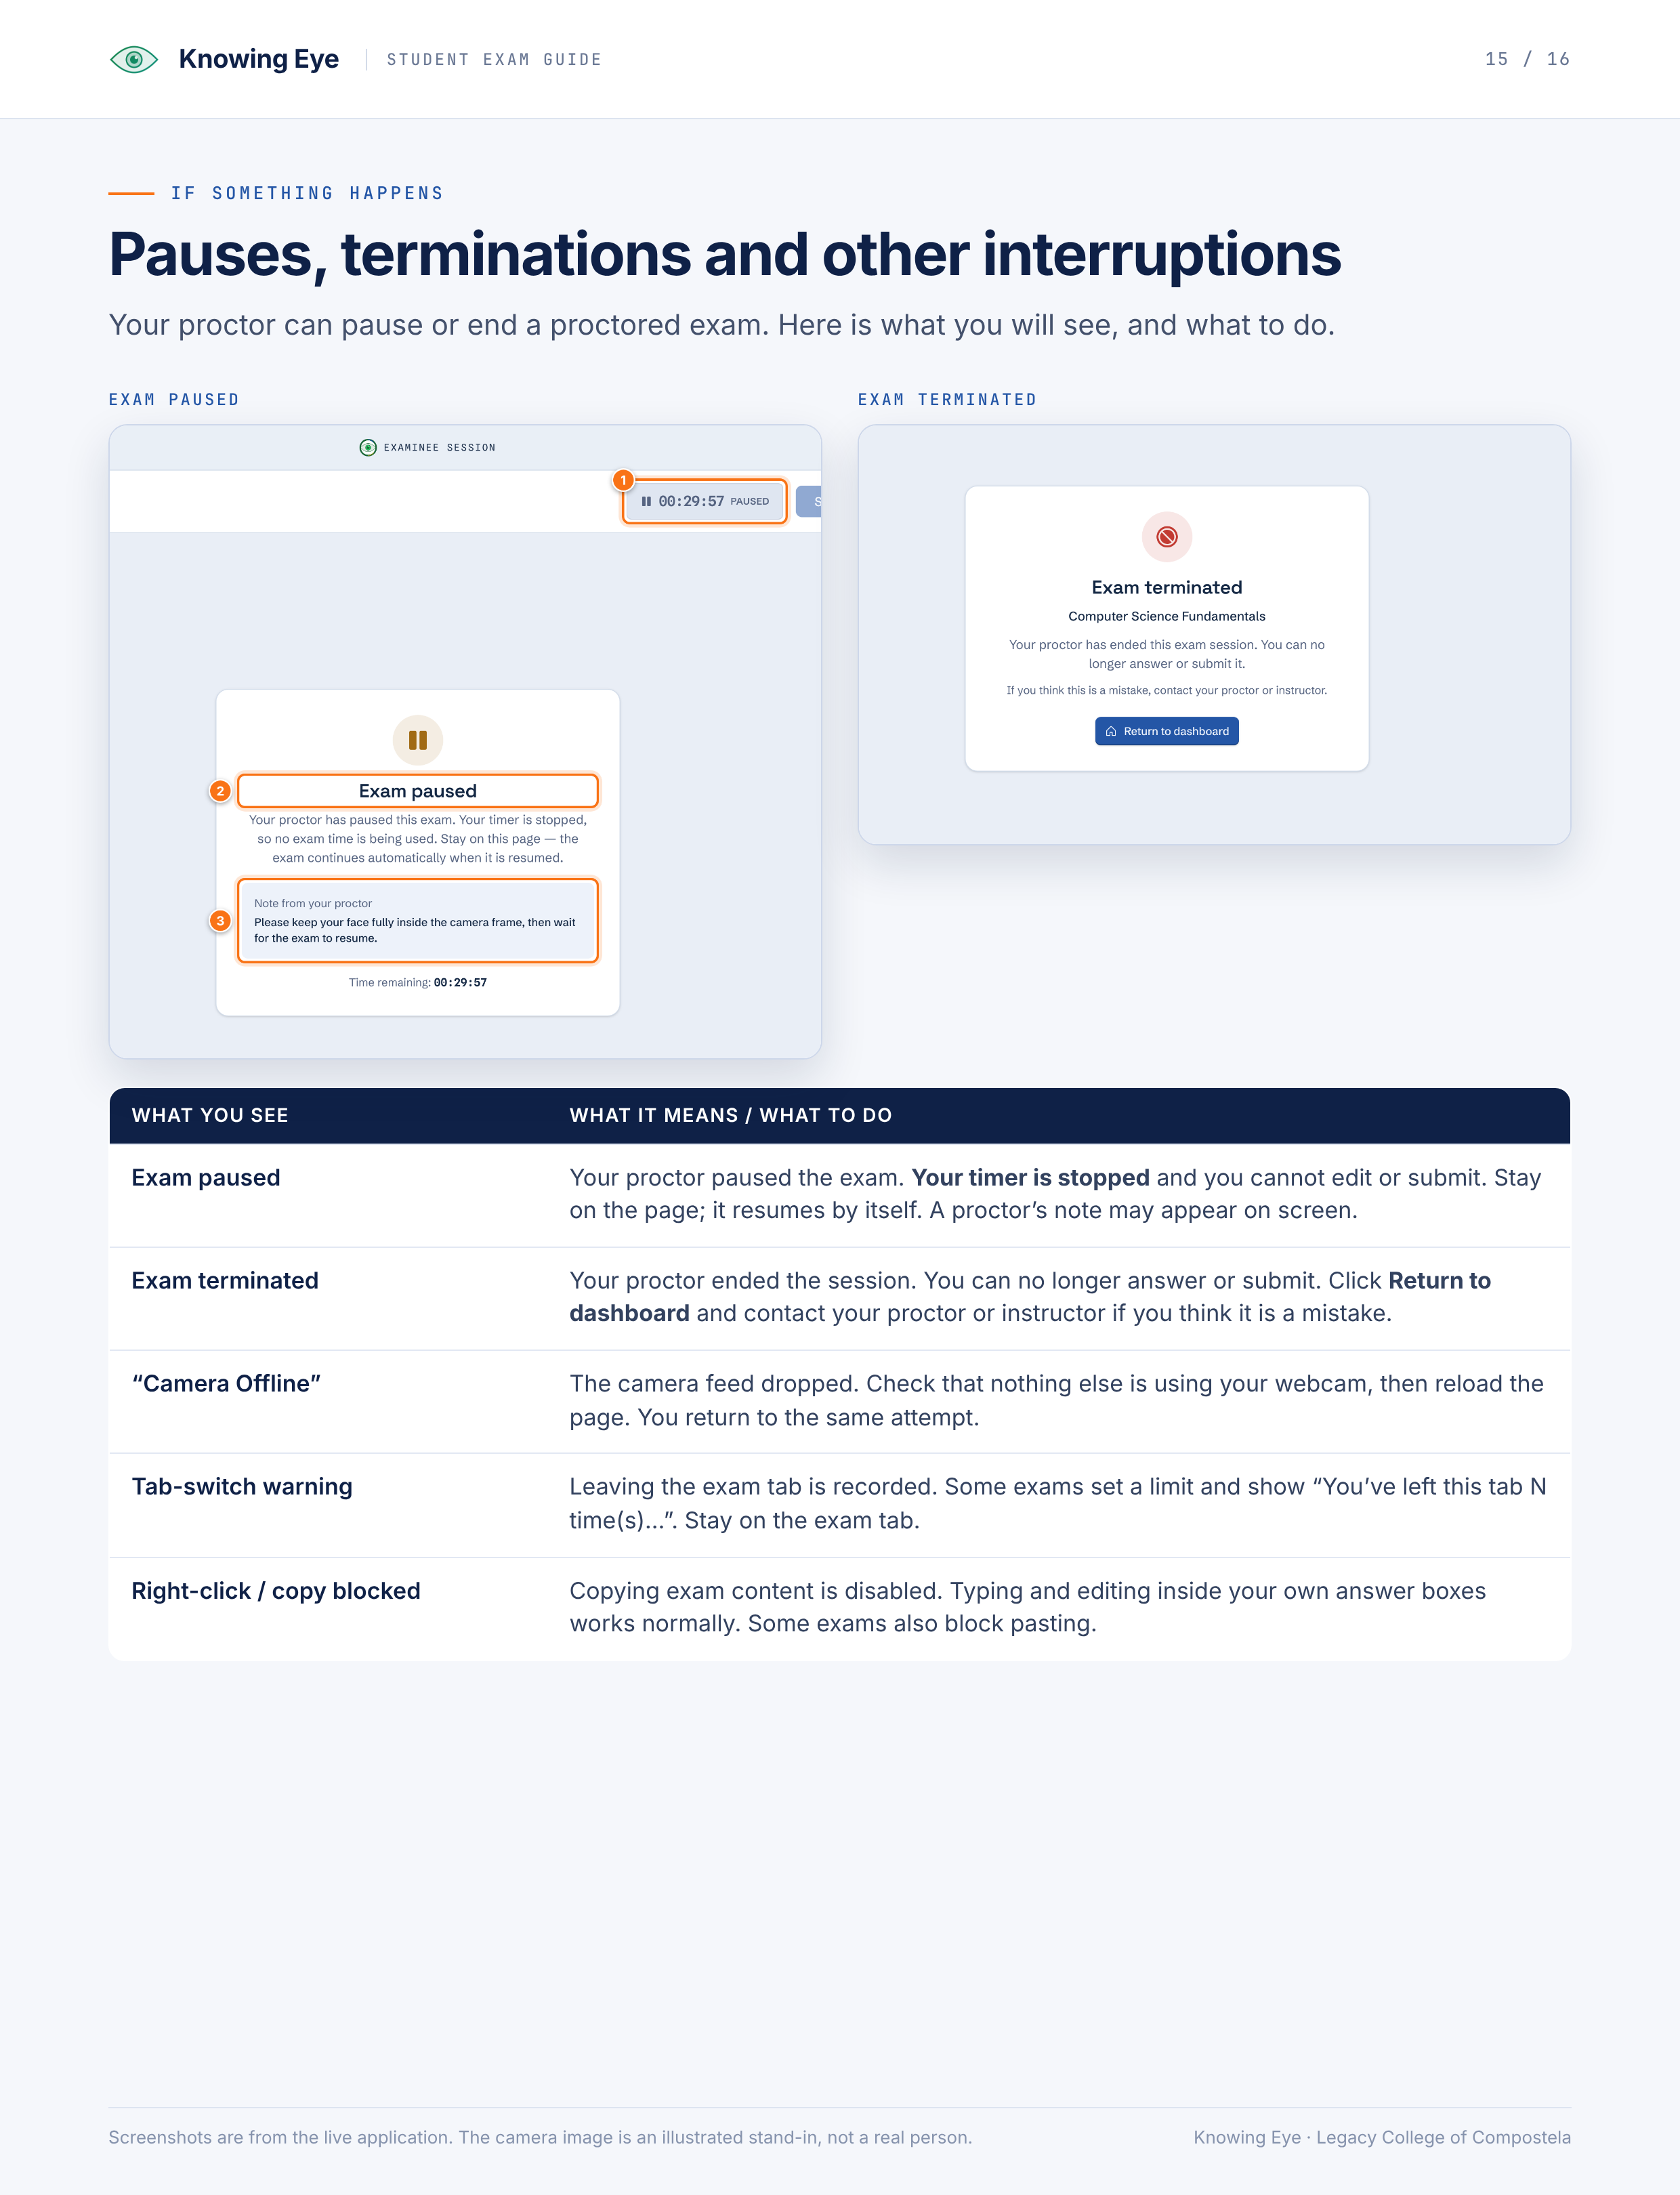 Knowing Eye
STUDENT EXAM GUIDE
15 / 16
IF SOMETHING HAPPENS
Pauses, terminations and other interruptions
Your proctor can pause or end a proctored exam. Here is what you will see, and what to do.
EXAM PAUSED
EXAMINEE SESSION
1
00:29:57 PAUSED
S
Exam paused
2
Your proctor has paused this exam. Your timer is stopped,
so no exam time is being used. Stay on this page — the
exam continues automatically when it is resumed.
3
Note from your proctor
Please keep your face fully inside the camera frame, then wait
for the exam to resume.
Time remaining: 00:29:57
EXAM TERMINATED
Exam terminated
Computer Science Fundamentals
Your proctor has ended this exam session. You can no
longer answer or submit it.
If you think this is a mistake, contact your proctor or instructor.
Return to dashboard
WHAT YOU SEE
WHAT IT MEANS / WHAT TO DO
Exam paused
Your proctor paused the exam. Your timer is stopped and you cannot edit or submit. Stay
on the page; it resumes by itself. A proctor’s note may appear on screen.
Exam terminated
Your proctor ended the session. You can no longer answer or submit. Click Return to
dashboard and contact your proctor or instructor if you think it is a mistake.
“Camera Offline”
The camera feed dropped. Check that nothing else is using your webcam, then reload the
page. You return to the same attempt.
Tab-switch warning
Leaving the exam tab is recorded. Some exams set a limit and show “You’ve left this tab N
time(s)…”. Stay on the exam tab.
Right-click / copy blocked
Copying exam content is disabled. Typing and editing inside your own answer boxes
works normally. Some exams also block pasting.
Screenshots are from the live application. The camera image is an illustrated stand-in, not a real person.
Knowing Eye · Legacy College of Compostela